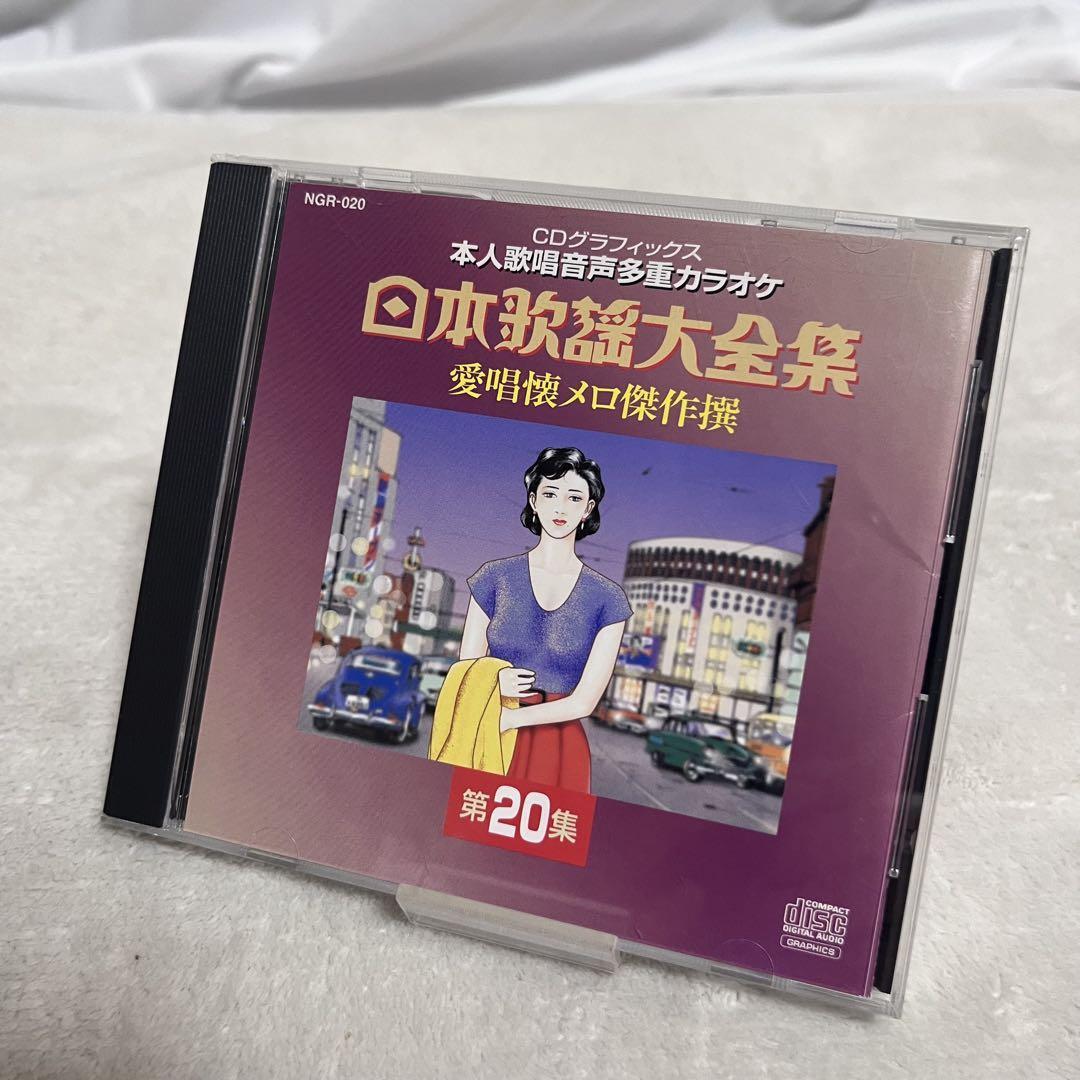 NGR-020
CDグラフィックス
本人歌唱音声多重カラオケ
日本歌謡大全集
愛唱懐メロ傑作撰
第20集
COMPACT
disc
DIGITAL AUDIO
GRAPHICS